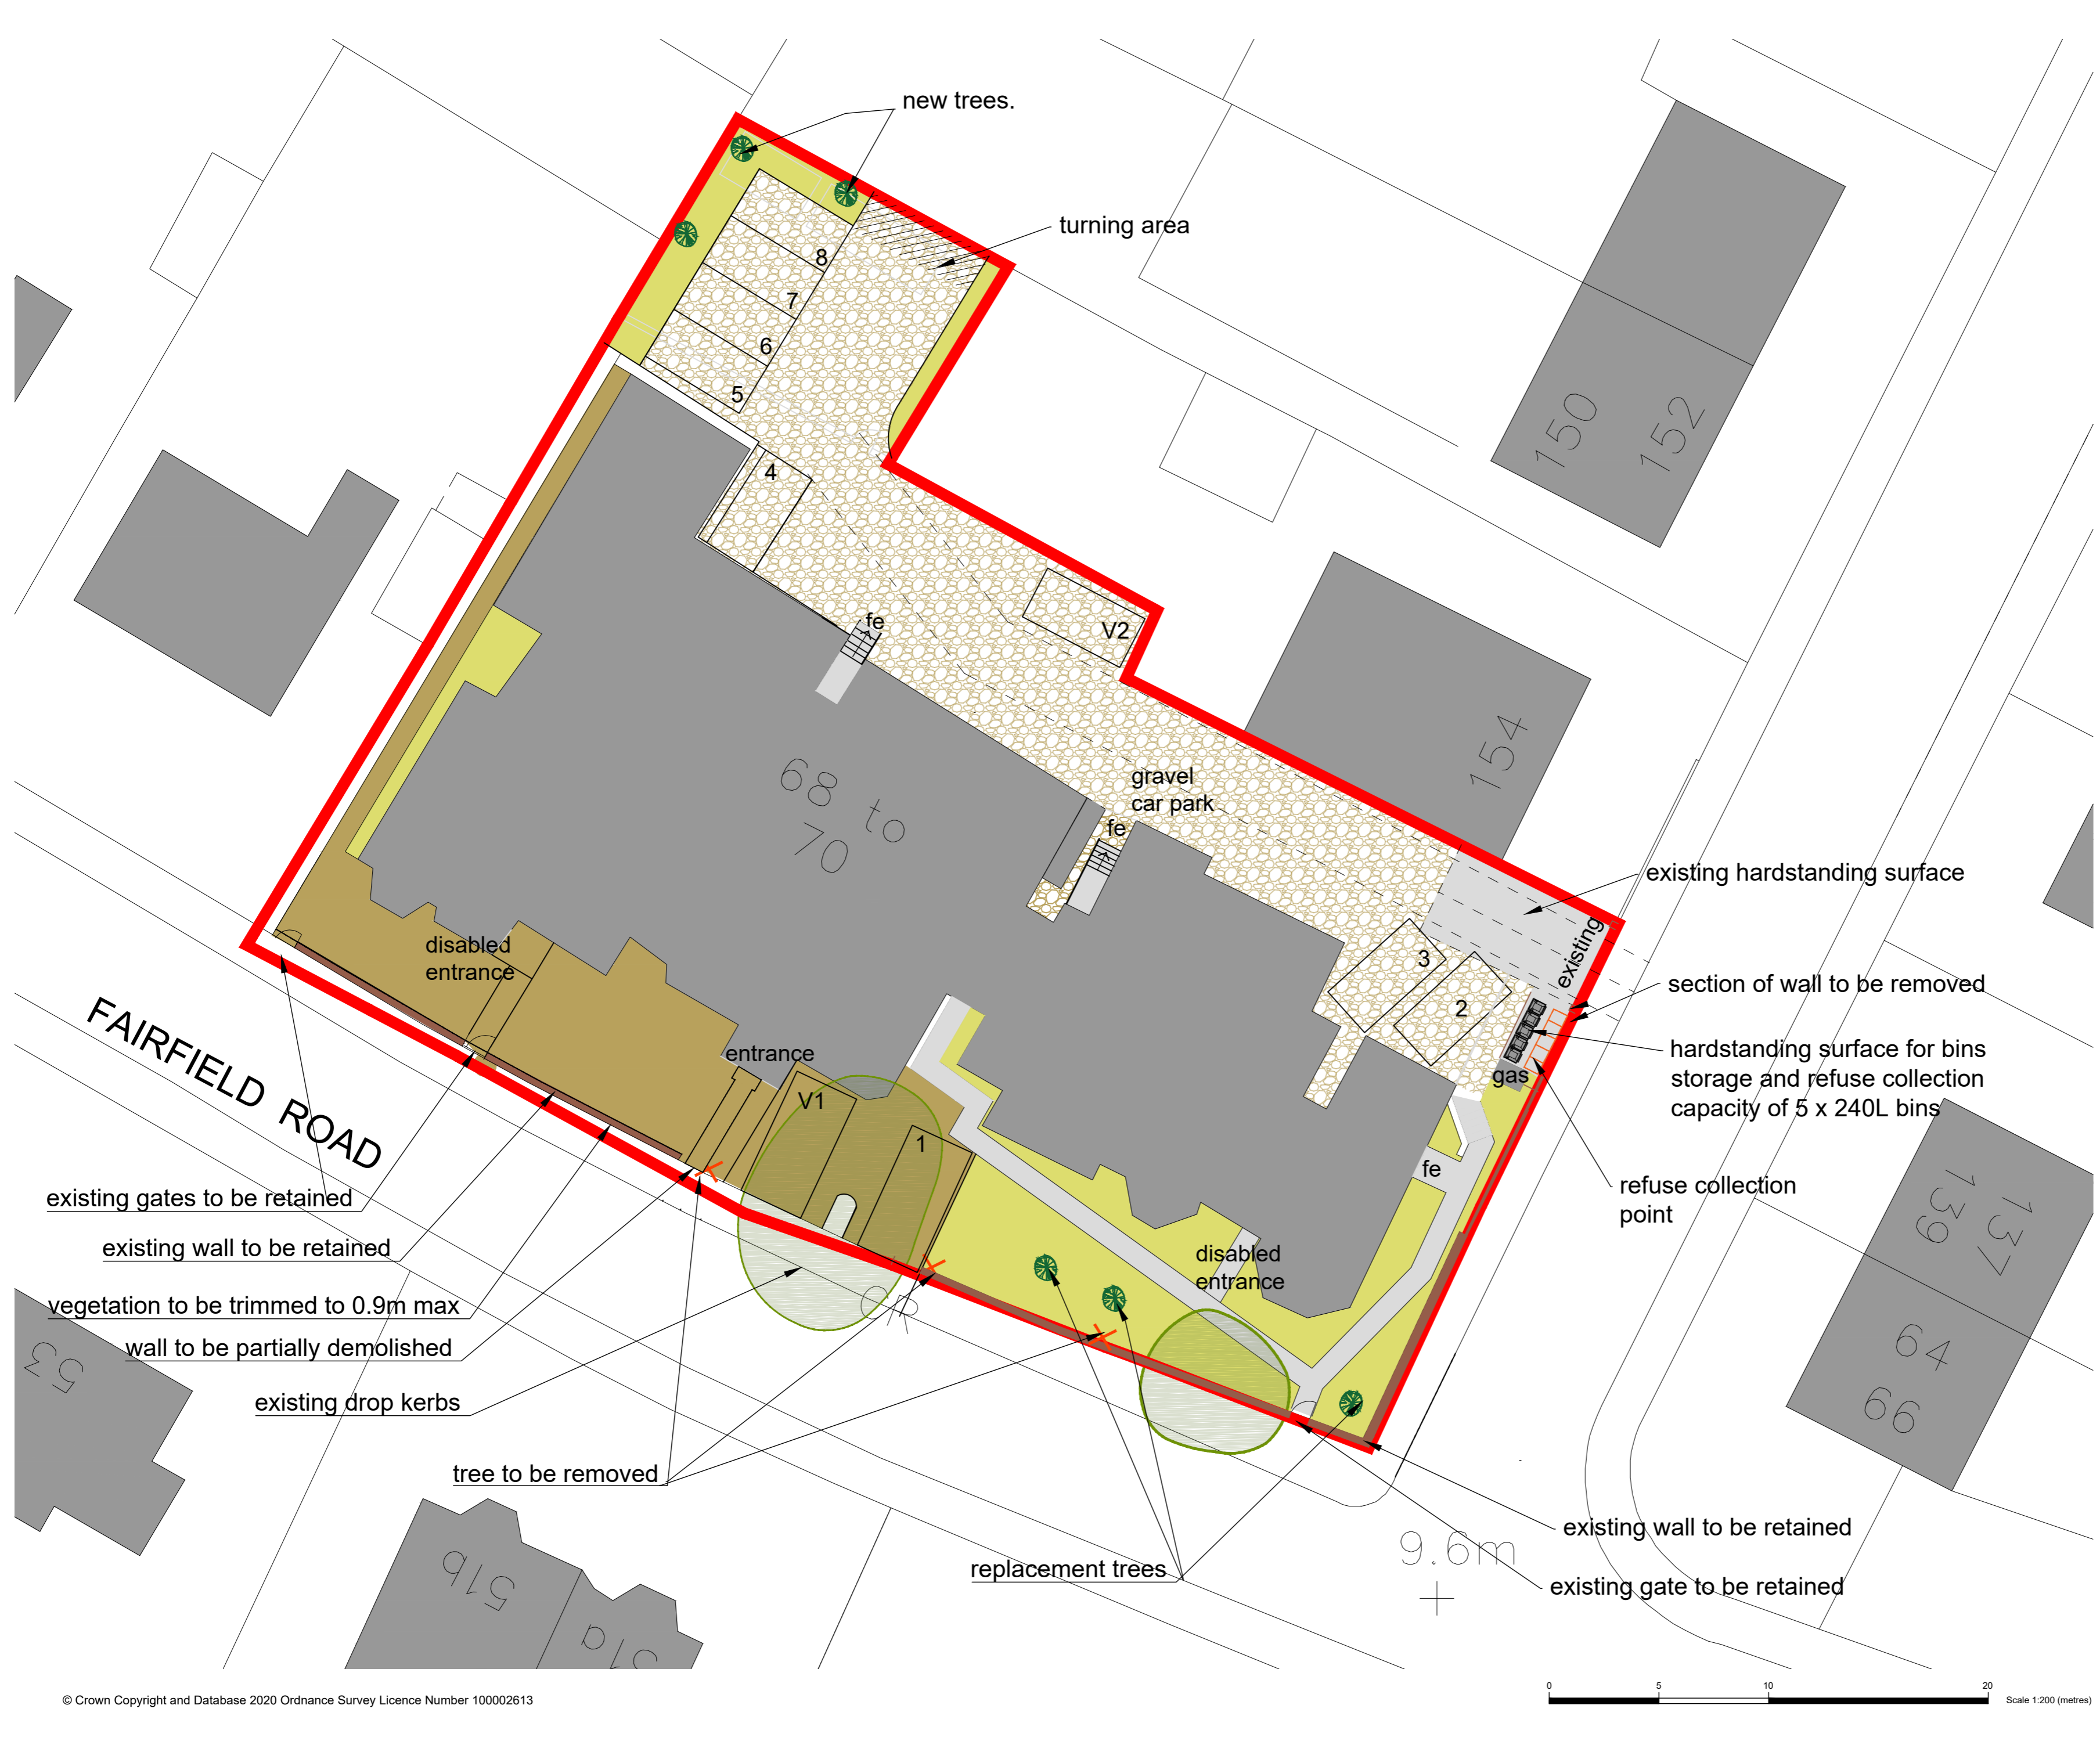 new trees.
turning area
8
7
6
5
4
150
152
fe
V2
154
68 to
70
gravel
car park
fe
existing hardstanding surface
existing
disabled
entrance
3
section of wall to be removed
2
FAIRFIELD ROAD
hardstanding surface for bins
storage and refuse collection
capacity of 5 x 240L bins
entrance
gas
V1
1
fe
refuse collection
point
139
137
existing gates to be retained
existing wall to be retained
disabled
entrance
vegetation to be trimmed to 0.9m max
wall to be partially demolished
64
66
53
existing drop kerbs
tree to be removed
existing wall to be retained
9.6m
replacement trees
existing gate to be retained
51b
51a
© Crown Copyright and Database 2020 Ordnance Survey Licence Number 100002613
0 5 10 20
Scale 1:200 (metres)